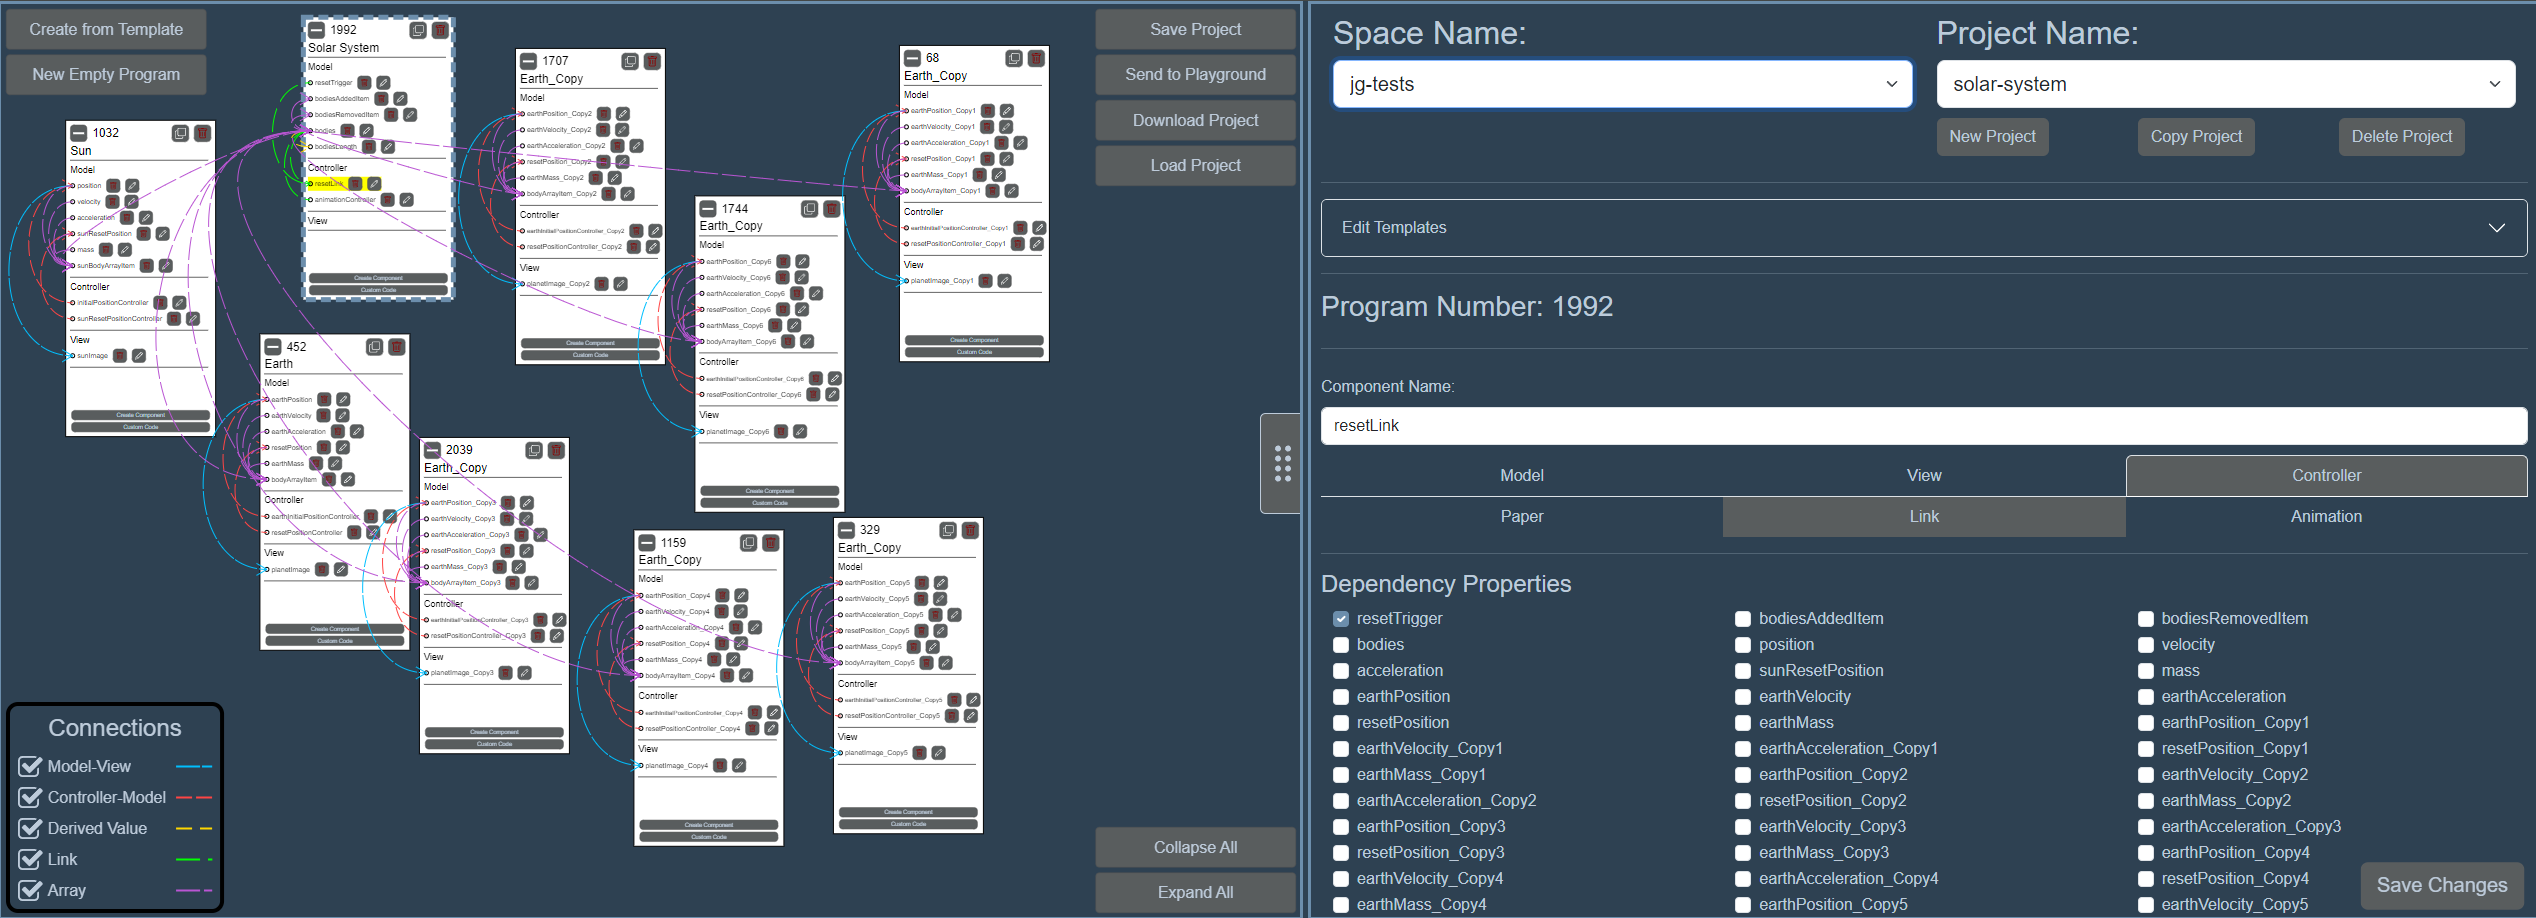 Create from Template
New Empty Program
Save Project
Send to Playground
Download Project
Load Project
1032
Sun
Model
position
velocity
acceleration
sunResetPosition
mass
sunBodyArrayItem
Controller
initialPositionController
sunResetPositionController
View
sunImage
Create Component
Custom Code
1992
Solar System
Model
resetTrigger
bodiesAddedItem
bodiesRemovedItem
bodies
bodiesLength
Controller
resetLink
animationController
View
Create Component
Custom Code
1707
Earth_Copy
Model
earthPosition_Copy2
earthVelocity_Copy2
earthAcceleration_Copy2
resetPosition_Copy2
earthMass_Copy2
bodyArrayItem_Copy2
Controller
earthInitialPositionController_Copy2
resetPositionController_Copy2
View
planetImage_Copy2
Create Component
Custom Code
68
Earth_Copy
Model
earthPosition_Copy1
earthVelocity_Copy1
earthAcceleration_Copy1
resetPosition_Copy1
earthMass_Copy1
bodyArrayItem_Copy1
Controller
earthInitialPositionController_Copy1
resetPositionController_Copy1
View
planetImage_Copy1
Create Component
Custom Code
1744
Earth_Copy
Model
earthPosition_Copy6
earthVelocity_Copy6
earthAcceleration_Copy6
resetPosition_Copy6
earthMass_Copy6
bodyArrayItem_Copy6
Controller
earthInitialPositionController_Copy6
resetPositionController_Copy6
View
planetImage_Copy6
Create Component
Custom Code
452
Earth
Model
earthPosition
earthVelocity
earthAcceleration
resetPosition
earthMass
bodyArrayItem
Controller
earthInitialPositionController
resetPositionController
View
planetImage
Create Component
Custom Code
2039
Earth_Copy
Model
earthPosition_Copy3
earthVelocity_Copy3
earthAcceleration_Copy3
resetPosition_Copy3
earthMass_Copy3
bodyArrayItem_Copy3
Controller
earthInitialPositionController_Copy3
resetPositionController_Copy3
View
planetImage_Copy3
Create Component
Custom Code
1159
Earth_Copy
Model
earthPosition_Copy4
earthVelocity_Copy4
earthAcceleration_Copy4
resetPosition_Copy4
earthMass_Copy4
bodyArrayItem_Copy4
Controller
earthInitialPositionController_Copy4
resetPositionController_Copy4
View
planetImage_Copy4
Create Component
Custom Code
329
Earth_Copy
Model
earthPosition_Copy5
earthVelocity_Copy5
earthAcceleration_Copy5
resetPosition_Copy5
earthMass_Copy5
bodyArrayItem_Copy5
Controller
earthInitialPositionController_Copy5
resetPositionController_Copy5
View
planetImage_Copy5
Create Component
Custom Code
Connections
Model-View
Controller-Model
Derived Value
Link
Array
Collapse All
Expand All
Space Name:
jg-tests
Project Name:
solar-system
New Project
Copy Project
Delete Project
Edit Templates
Program Number: 1992
Component Name:
resetLink
Model View Controller
Paper Link Animation
Dependency Properties
resetTrigger bodiesAddedItem bodiesRemovedItem
bodies position velocity
acceleration sunResetPosition mass
earthPosition earthVelocity earthAcceleration
resetPosition earthMass earthPosition_Copy1
earthVelocity_Copy1 earthAcceleration_Copy1 resetPosition_Copy1
earthMass_Copy1 earthPosition_Copy2 earthVelocity_Copy2
earthAcceleration_Copy2 resetPosition_Copy2 earthMass_Copy2
earthPosition_Copy3 earthVelocity_Copy3 earthAcceleration_Copy3
resetPosition_Copy3 earthMass_Copy3 earthPosition_Copy4
earthVelocity_Copy4 earthAcceleration_Copy4 resetPosition_Copy4
earthMass_Copy4 earthPosition_Copy5 earthVelocity_Copy5
Save Changes